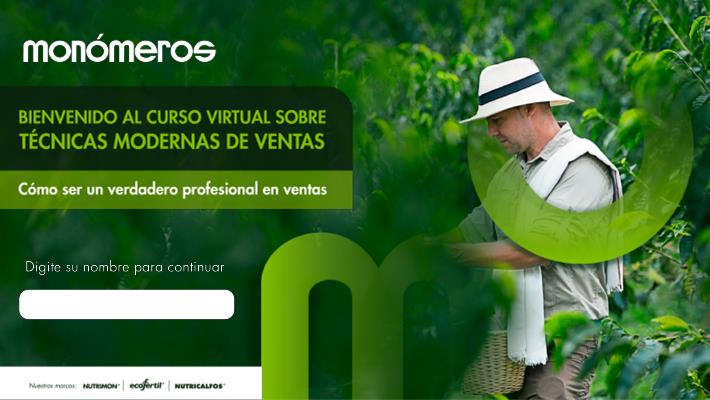 monómeros
BIENVENIDO AL CURSO VIRTUAL SOBRE
TÉCNICAS MODERNAS DE VENTAS
Cómo ser un verdadero profesional en ventas
Digite su nombre para continuar
Nuestras marcas: NUTRIMON® | ecofértil® | NUTRICALFOS®